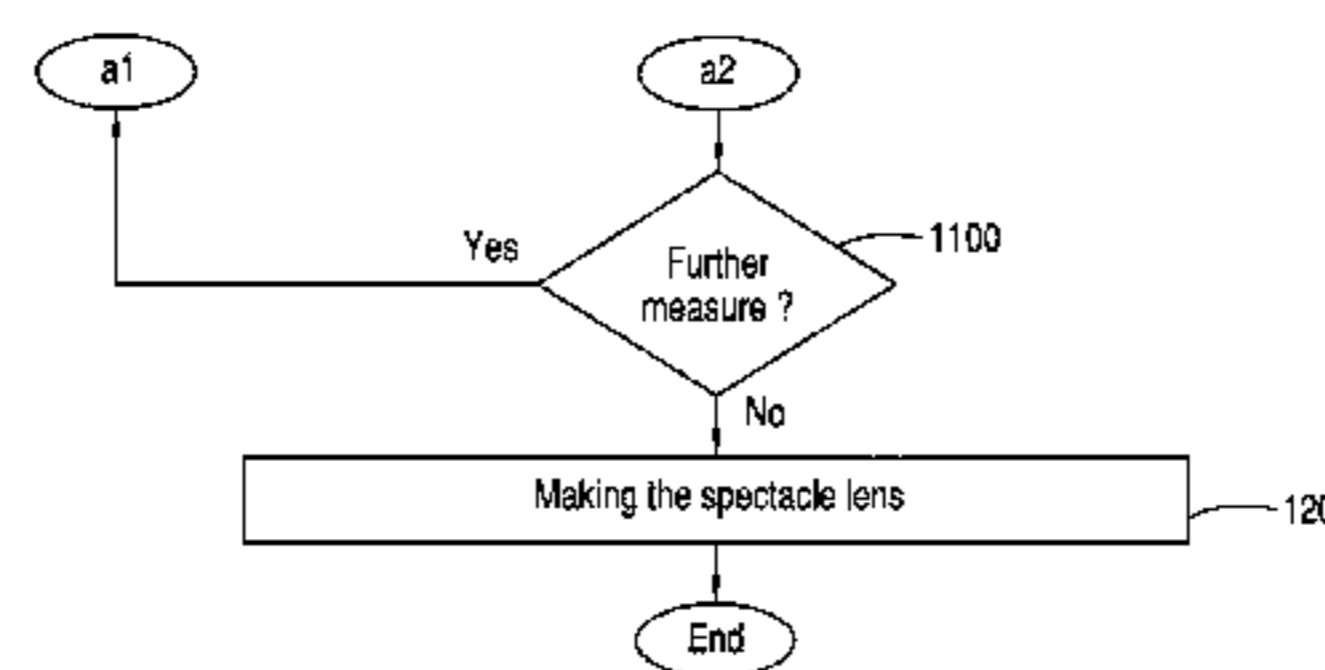 a1
a2
Yes
1100
Further
measure ?
No
Making the spectacle lens
End